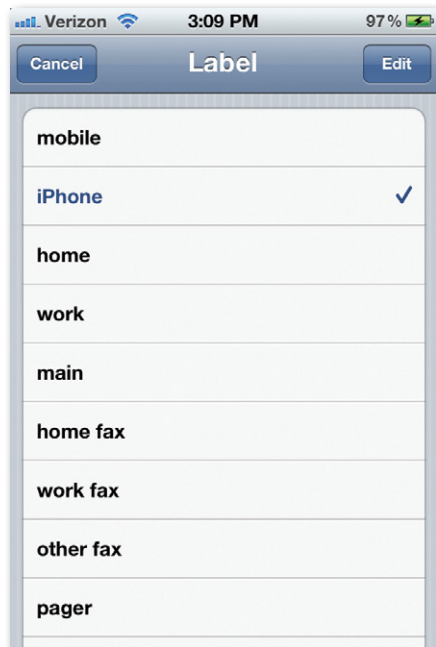 Verizon 3:09 PM 97%
Cancel Label Edit
mobile
iPhone
home
work
main
home fax
work fax
other fax
pager